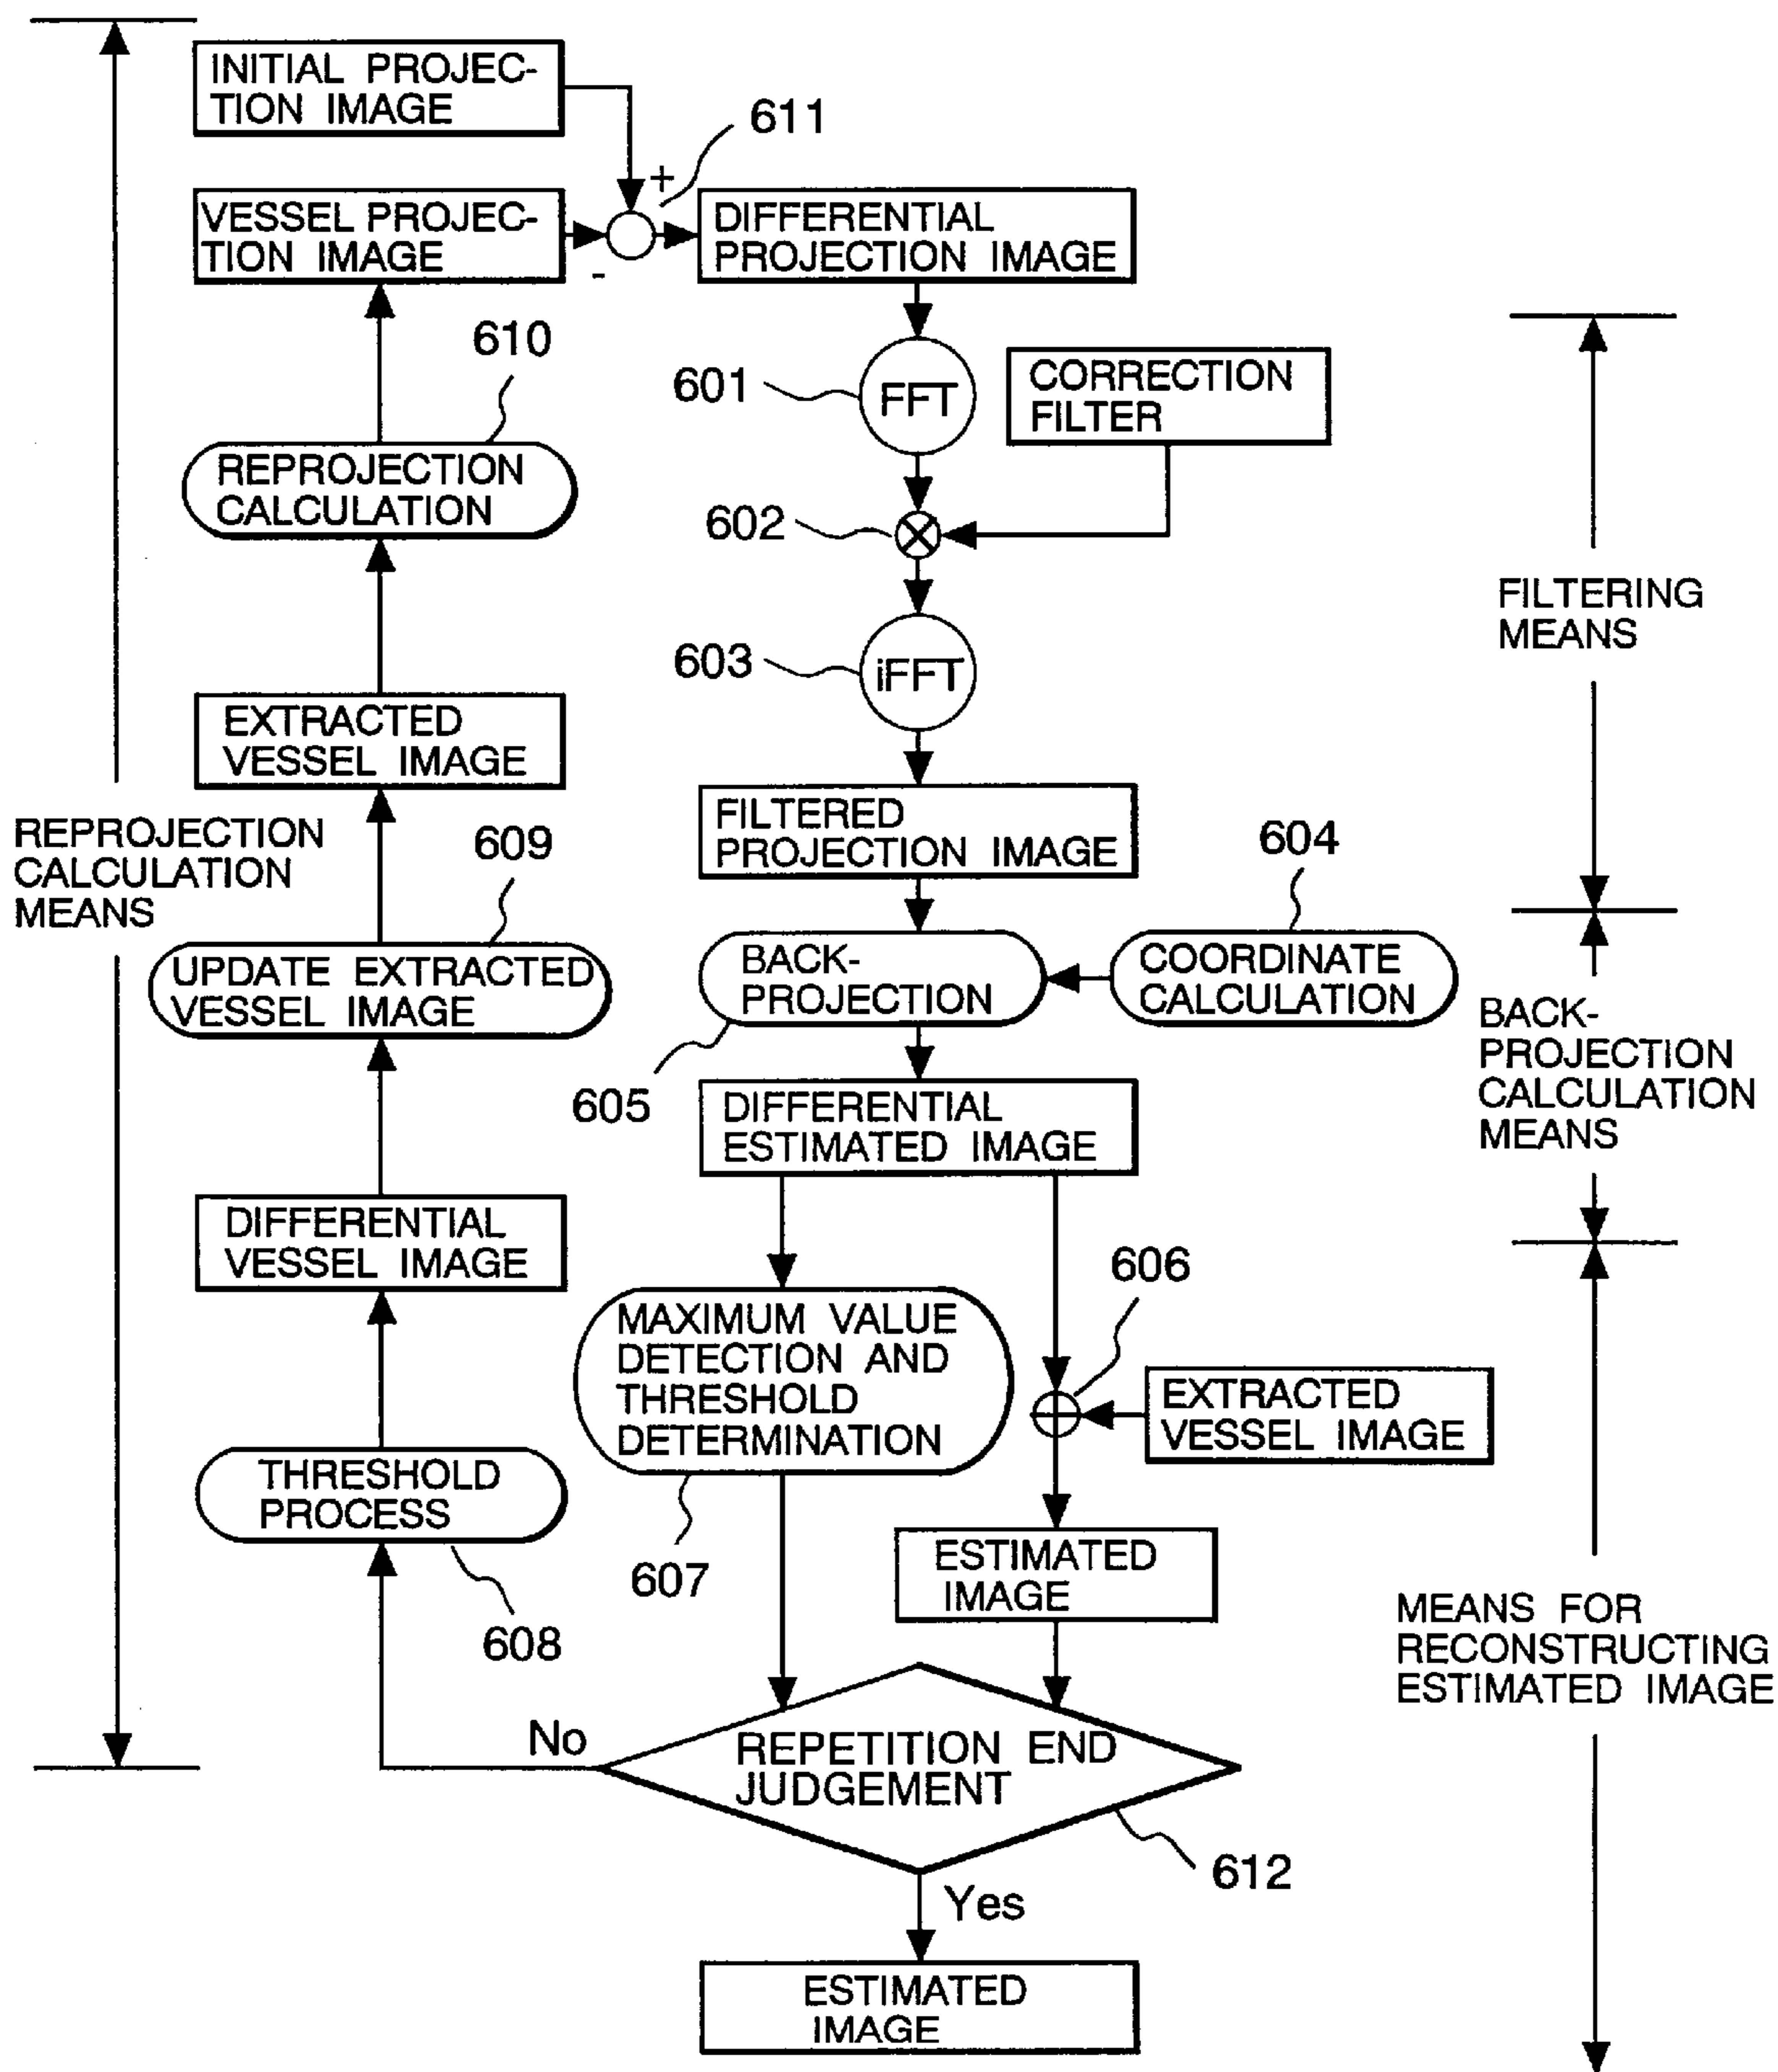 INITIAL PROJEC-
TION IMAGE
611
+
VESSEL PROJEC-
TION IMAGE
-
DIFFERENTIAL
PROJECTION IMAGE
610
601
FFT
CORRECTION
FILTER
REPROJECTION
CALCULATION
602
FILTERING
MEANS
603
iFFT
EXTRACTED
VESSEL IMAGE
FILTERED
PROJECTION IMAGE
REPROJECTION
CALCULATION
MEANS
609
604
UPDATE EXTRACTED
VESSEL IMAGE
BACK-
PROJECTION
COORDINATE
CALCULATION
BACK-
PROJECTION
CALCULATION
MEANS
605
DIFFERENTIAL
ESTIMATED IMAGE
DIFFERENTIAL
VESSEL IMAGE
606
MAXIMUM VALUE
DETECTION AND
THRESHOLD
DETERMINATION
EXTRACTED
VESSEL IMAGE
THRESHOLD
PROCESS
607
ESTIMATED
IMAGE
608
MEANS FOR
RECONSTRUCTING
ESTIMATED IMAGE
No
REPETITION END
JUDGEMENT
612
Yes
ESTIMATED
IMAGE